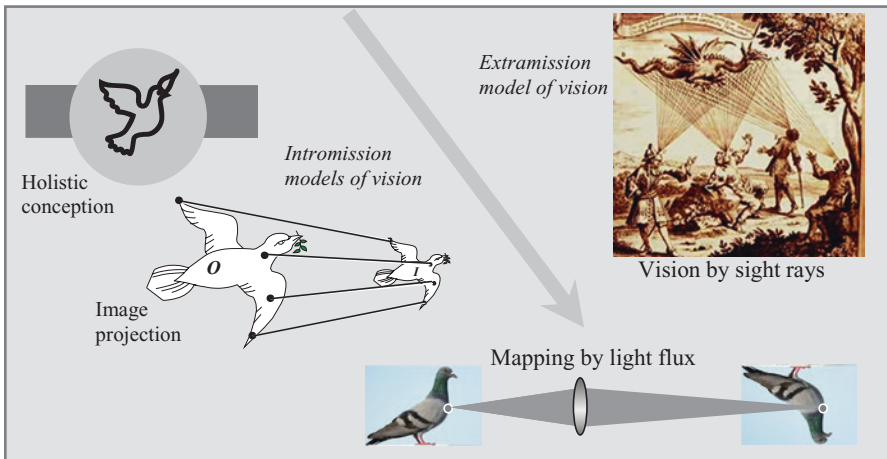 Extramission
model of vision
Intromission
models of vision
Holistic
conception
O
I
Image
projection
Vision by sight rays
Mapping by light flux